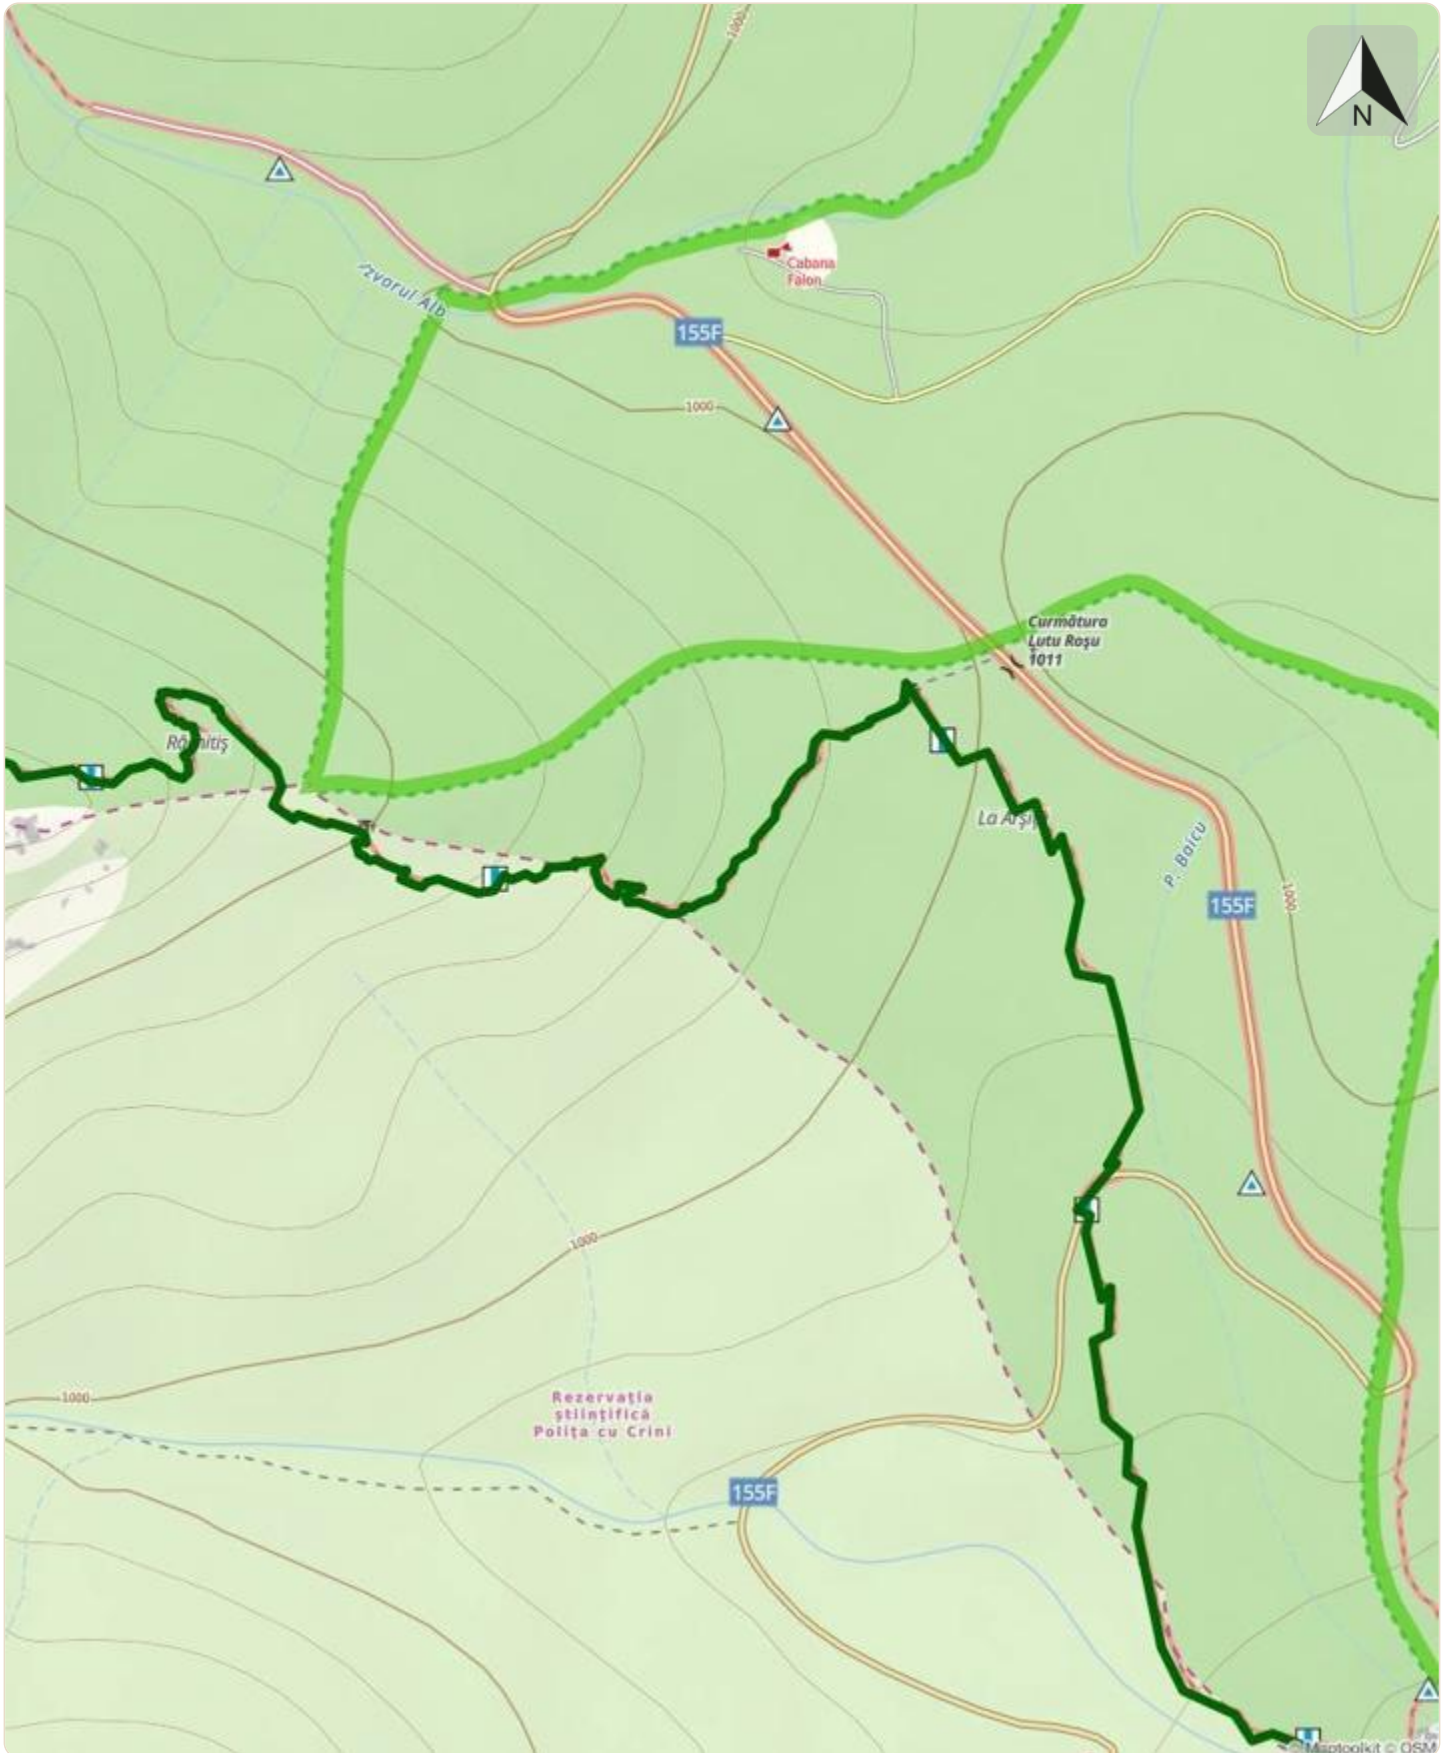 1000
N
Izvorul Alb
Cabana
Falon
155F
1000
Curmătura
Lutu Roşu
1011
La Arşiţa
P. Baicu
155F
1000
1000
Rezervaţia
ştiinţifică
Poliţa cu Crini
1000
155F
© Maptoolkit © OSM